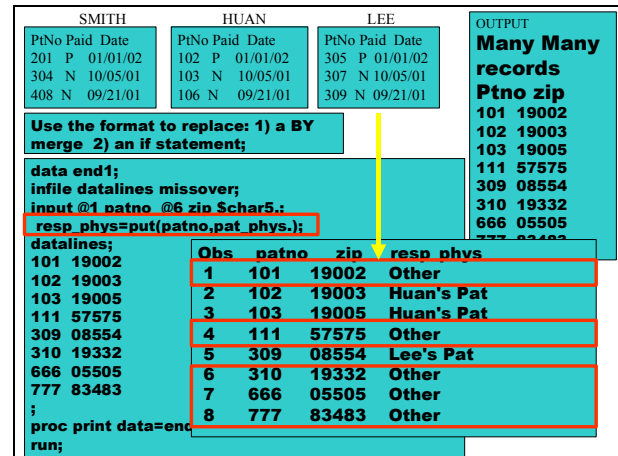 SMITH
PtNo Paid Date
201 P 01/01/02
304 N 10/05/01
408 N 09/21/01
HUAN
PtNo Paid Date
102 P 01/01/02
103 N 10/05/01
106 N 09/21/01
LEE
PtNo Paid Date
305 P 01/01/02
307 N 10/05/01
309 N 09/21/01
OUTPUT
Many Many
records
Ptno zip
101 19002
102 19003
103 19005
111 57575
309 08554
310 19332
666 05505
777 83483
Use the format to replace: 1) a BY
merge 2) an if statement;
data end1;
infile datalines missover;
input @1 patno @6 zip $char5.;
resp_phys=put(patno,pat_phys.);
datalines;
101 19002
102 19003
103 19005
111 57575
309 08554
310 19332
666 05505
777 83483
;
proc print data=end
run;
Obs patno zip resp phys
1 101 19002 Other
2 102 19003 Huan's Pat
3 103 19005 Huan's Pat
4 111 57575 Other
5 309 08554 Lee's Pat
6 310 19332 Other
7 666 05505 Other
8 777 83483 Other